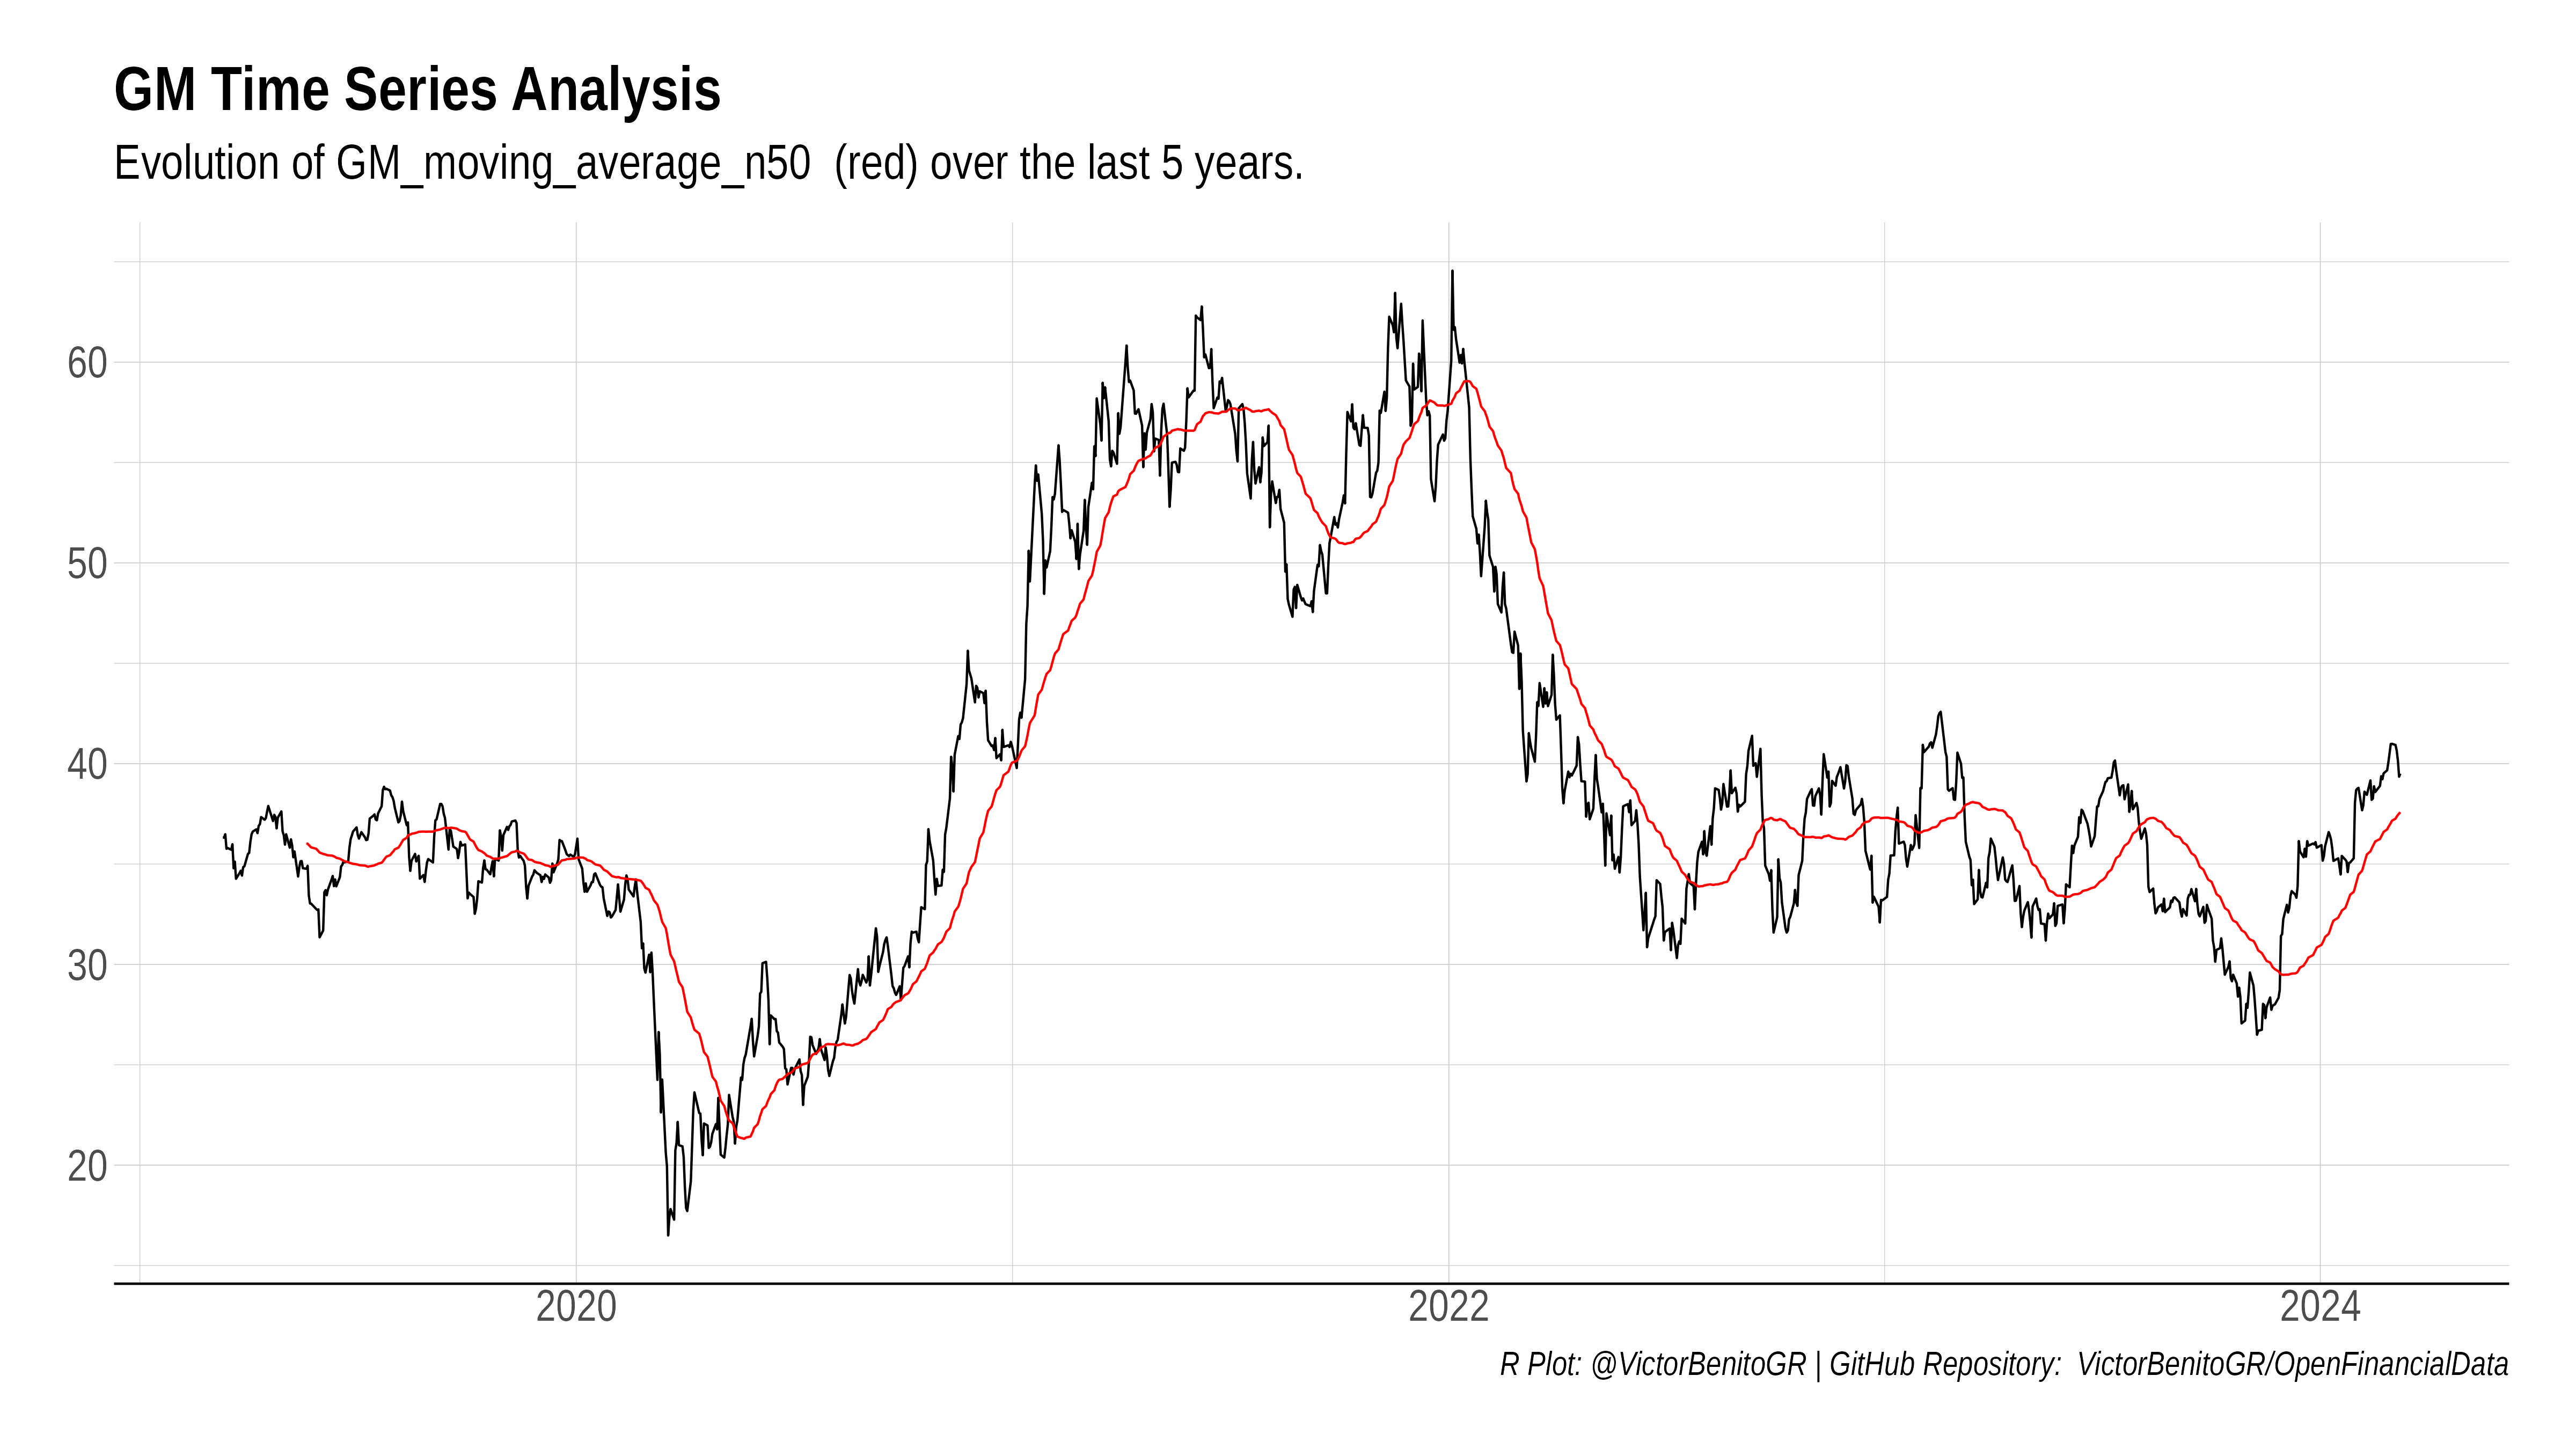 GM Time Series Analysis
Evolution of GM_moving_average_n50  (red) over the last 5 years.
60
50
40
30
20
2020 2022 2024
R Plot: @VictorBenitoGR | GitHub Repository:  VictorBenitoGR/OpenFinancialData